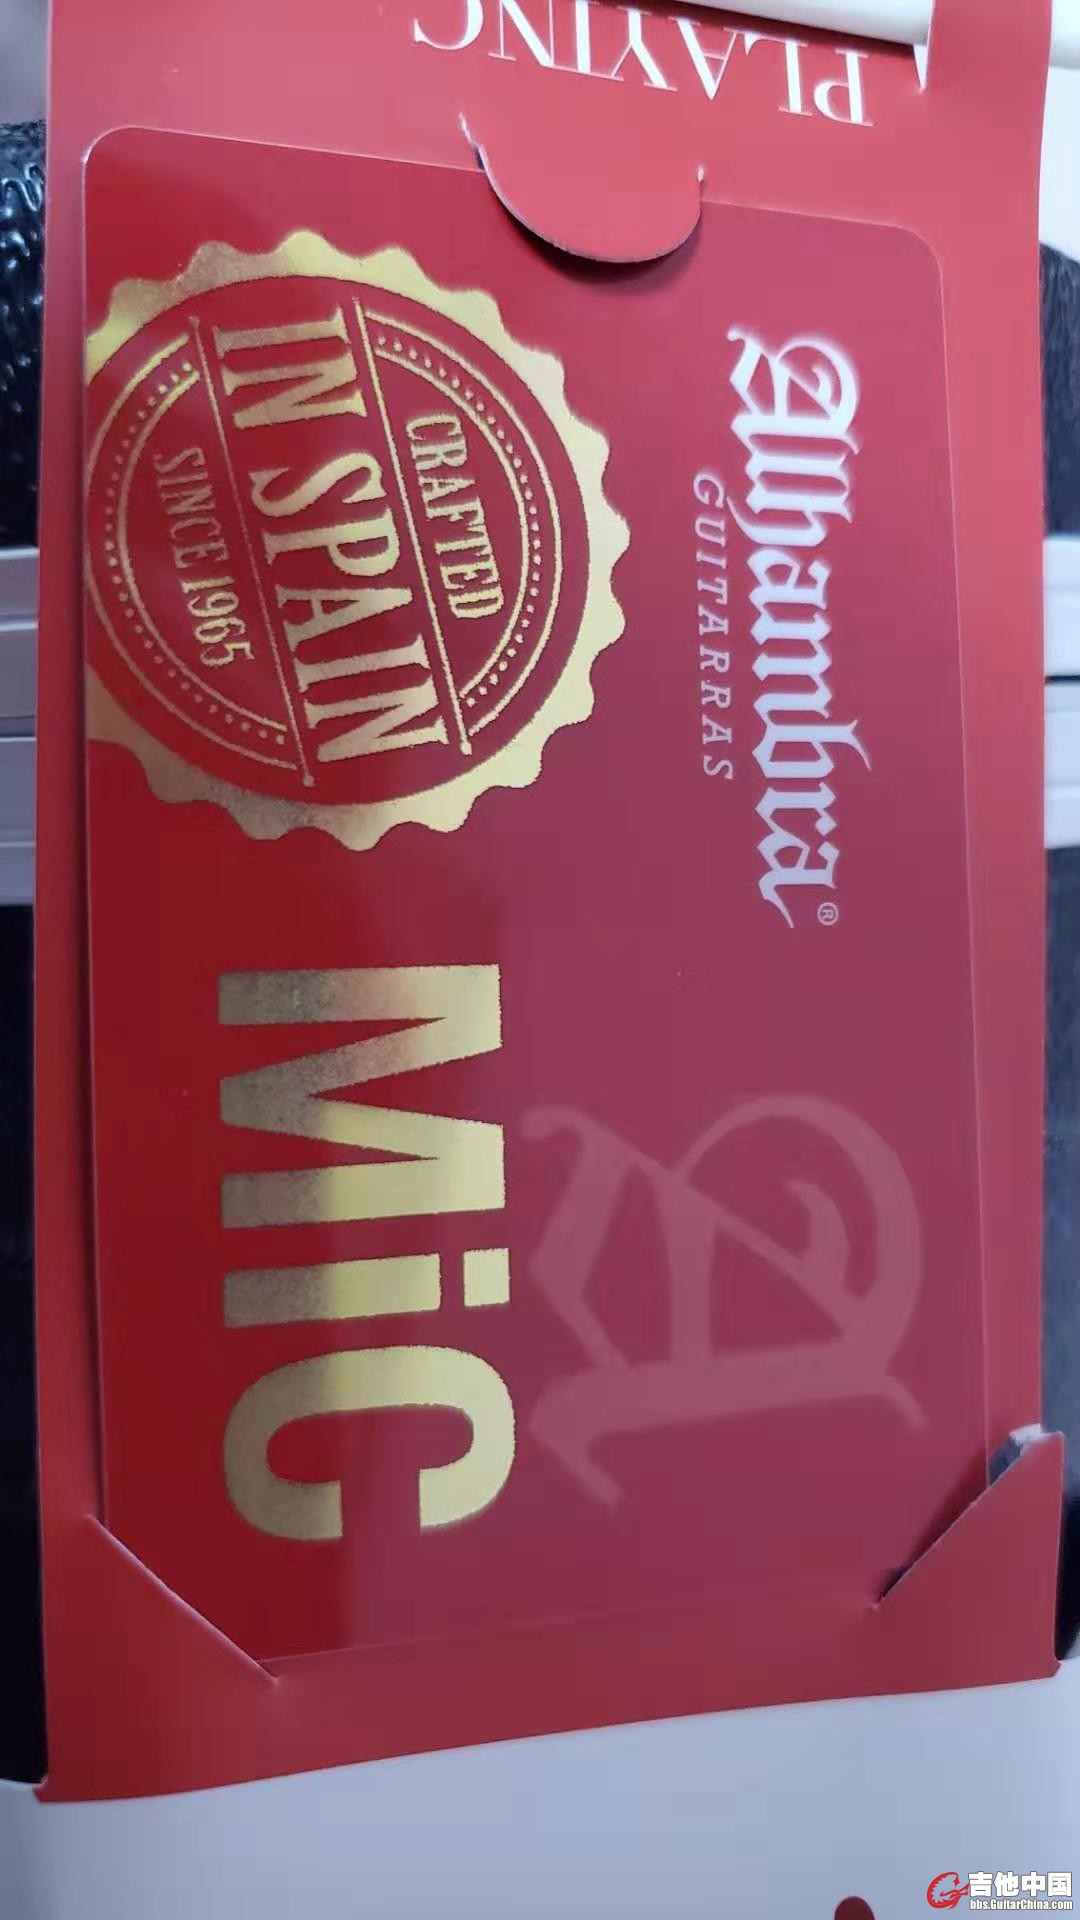 PLAYING
Alhambra®
GUITARRAS
CRAFTED
IN SPAIN
SINCE 1965
MiC
吉他中国
bbs.GuitarChina.com